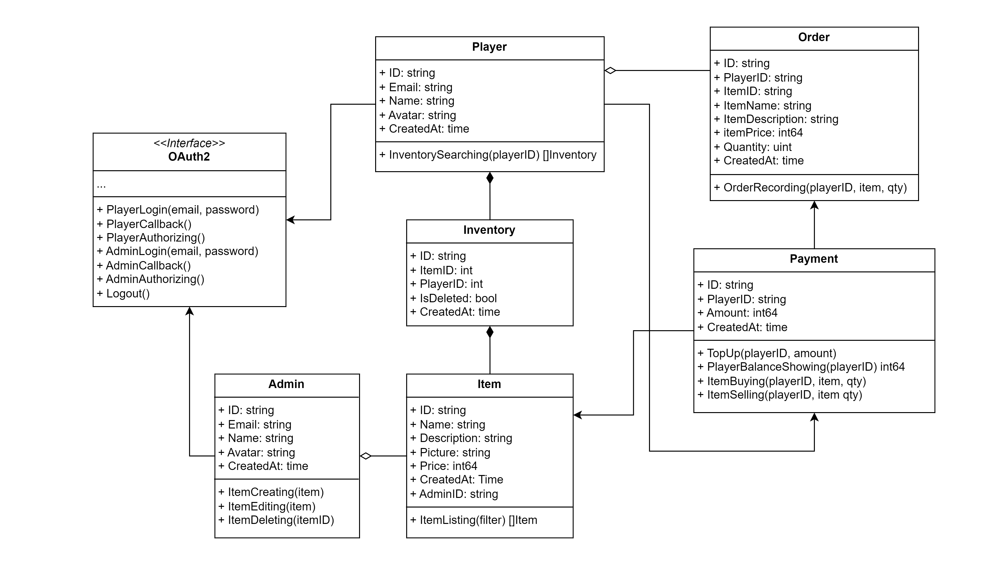 Player
+ ID: string
+ Email: string
+ Name: string
+ Avatar: string
+ CreatedAt: time
+ InventorySearching(playerID) []Inventory
Order
+ ID: string
+ PlayerID: string
+ ItemID: string
+ ItemName: string
+ ItemDescription: string
+ itemPrice: int64
+ Quantity: uint
+ CreatedAt: time
+ OrderRecording(playerID, item, qty)
<<Interface>>
OAuth2
...
+ PlayerLogin(email, password)
+ PlayerCallback()
+ PlayerAuthorizing()
+ AdminLogin(email, password)
+ AdminCallback()
+ AdminAuthorizing()
+ Logout()
Inventory
+ ID: string
+ ItemID: int
+ PlayerID: int
+ IsDeleted: bool
+ CreatedAt: time
Payment
+ ID: string
+ PlayerID: string
+ Amount: int64
+ CreatedAt: time
+ TopUp(playerID, amount)
+ PlayerBalanceShowing(playerID) int64
+ ItemBuying(playerID, item, qty)
+ ItemSelling(playerID, item qty)
Admin
+ ID: string
+ Email: string
+ Name: string
+ Avatar: string
+ CreatedAt: time
+ ItemCreating(item)
+ ItemEditing(item)
+ ItemDeleting(itemID)
Item
+ ID: string
+ Name: string
+ Description: string
+ Picture: string
+ Price: int64
+ CreatedAt: Time
+ AdminID: string
+ ItemListing(filter) []Item